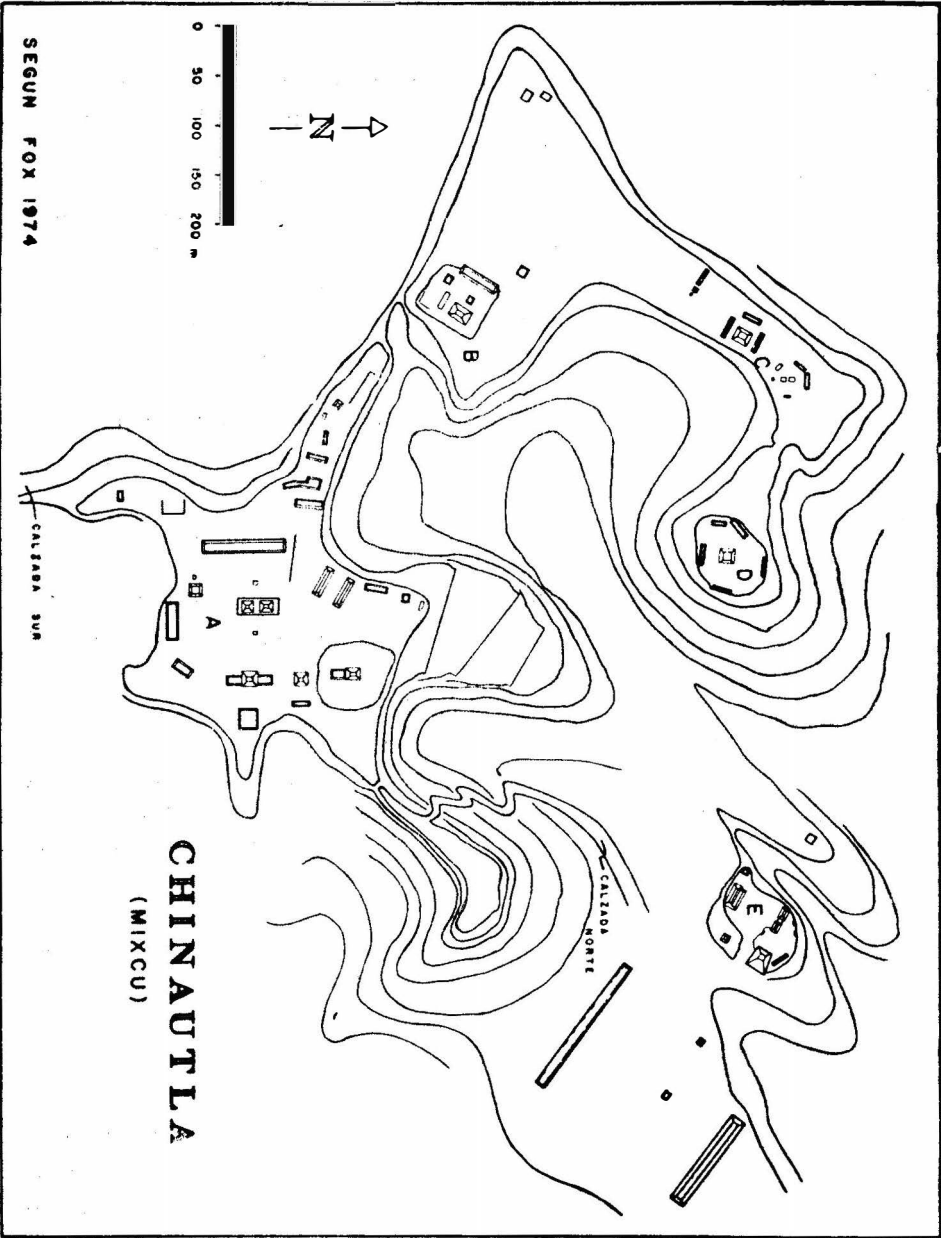 CHINAUTLA
(MIXCU)
CALZADA NORTE
CALZADA SUR
A
B
C
D
E
N
0 50 100 150 200 m
SEGUN FOX 1974